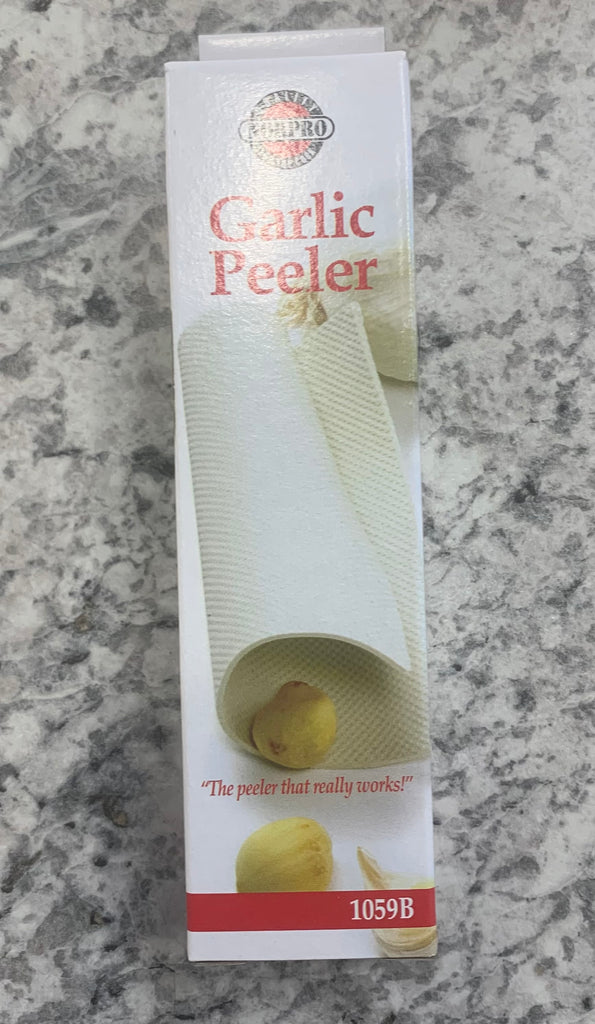 NORPRO
Garlic
Peeler
“The peeler that really works!”
1059B